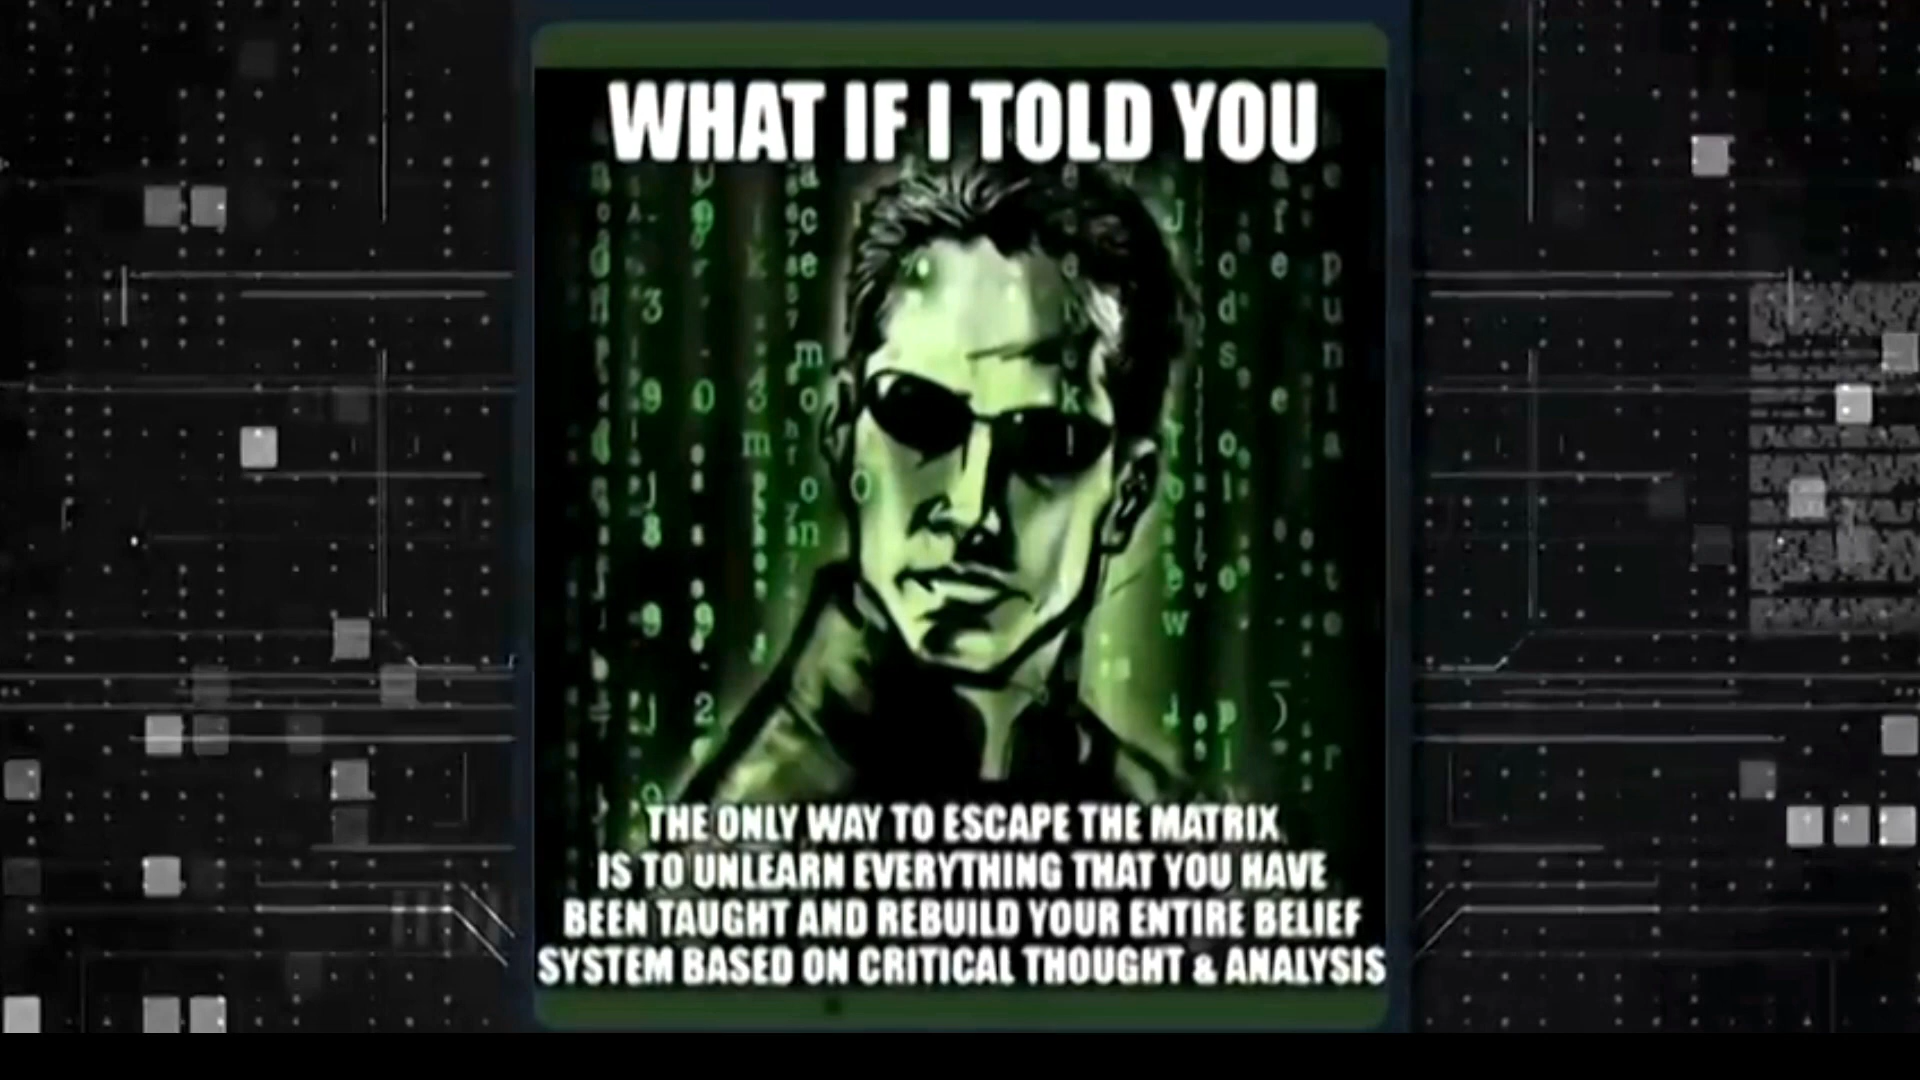 WHAT IF I TOLD YOU
THE ONLY WAY TO ESCAPE THE MATRIX
IS TO UNLEARN EVERYTHING THAT YOU HAVE
BEEN TAUGHT AND REBUILD YOUR ENTIRE BELIEF
SYSTEM BASED ON CRITICAL THOUGHT & ANALYSIS